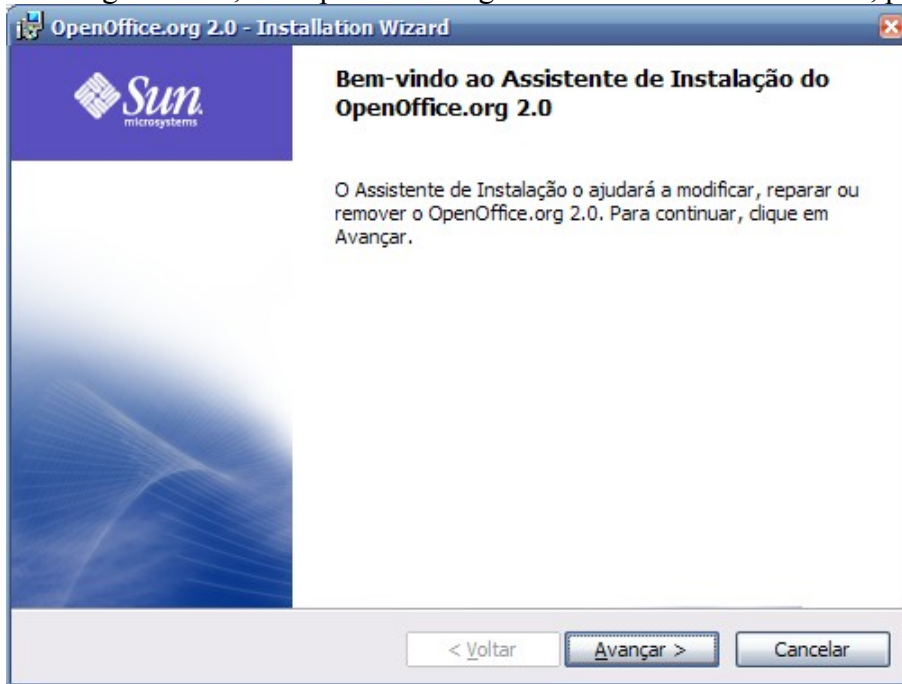 OpenOffice.org 2.0 - Installation Wizard
Sun
microsystems
Bem-vindo ao Assistente de Instalação do
OpenOffice.org 2.0
O Assistente de Instalação o ajudará a modificar, reparar ou
remover o OpenOffice.org 2.0. Para continuar, clique em
Avançar.
< Voltar
Avançar >
Cancelar